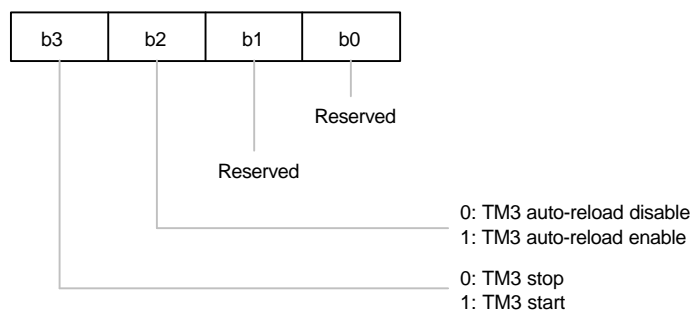 b3 b2 b1 b0
Reserved
Reserved
0: TM3 auto-reload disable
1: TM3 auto-reload enable
0: TM3 stop
1: TM3 start